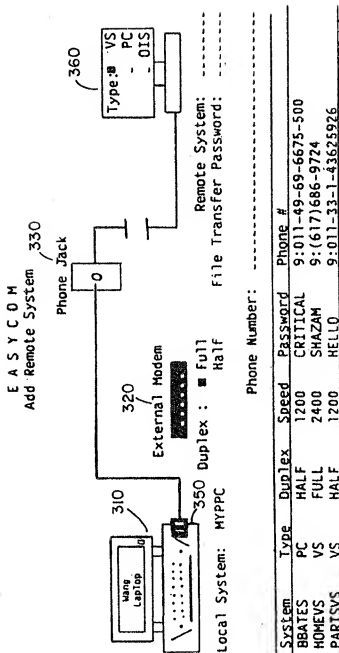 E A S Y C O M
Add Remote System
310
Wang
LapTop
320
External Modem
330
Phone Jack
O
360
Type:■ VS
- PC
- OIS
350
Duplex : ■ Full
Half
Local System: MYPPC
Remote System: ---------
File Transfer Password: ---------
Phone Number: --------------------
System Type Duplex Speed Password Phone #
BBATES PC HALF 1200 CRITICAL 9:011-49-69-6675-500
HOMEVS VS FULL 2400 SHAZAM 9:(617)686-9724
PARISVS VS HALF 1200 HELLO 9:011-33-1-43625926